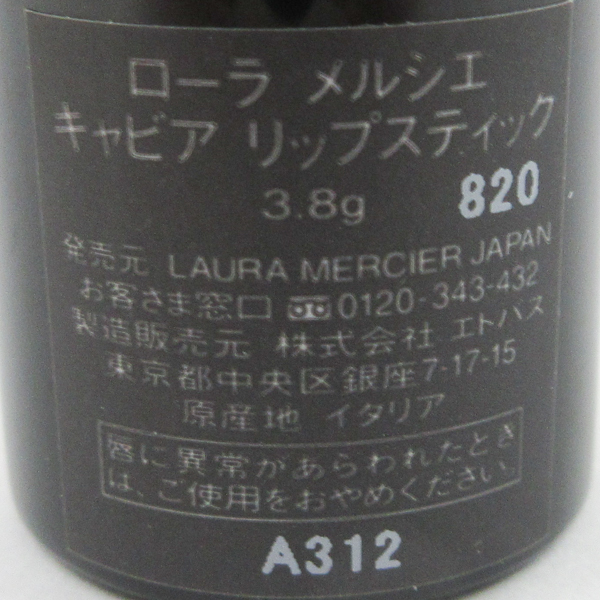 ローラ メルシエ
キャビア リップスティック
3.8g 820
発売元 LAURA MERCIER JAPAN
お客さま窓口 0120-343-432
製造販売元 株式会社 エトバス
東京都中央区銀座7-17-15
原産地 イタリア
唇に異常があらわれたとき
は、ご使用をおやめください。
A312